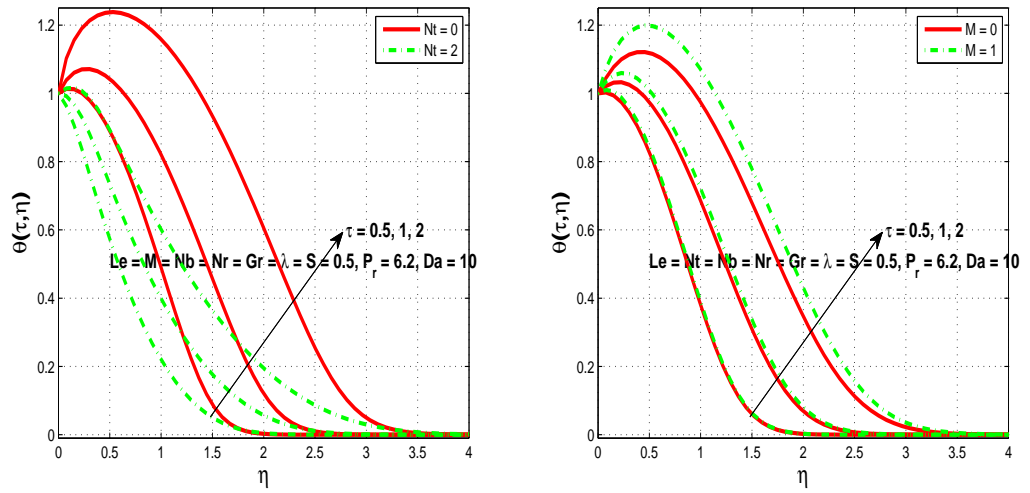 1.2
1
0.8
0.6
0.4
0.2
0
0 0.5 1 1.5 2 2.5 3 3.5 4
θ(τ,η)
η
Nt = 0
Nt = 2
τ = 0.5, 1, 2
Le = M = Nb = Nr = Gr = λ = S = 0.5, Pr = 6.2, Da = 10
1.2
1
0.8
0.6
0.4
0.2
0
0 0.5 1 1.5 2 2.5 3 3.5 4
θ(τ,η)
η
M = 0
M = 1
τ = 0.5, 1, 2
Le = Nt = Nb = Nr = Gr = λ = S = 0.5, Pr = 6.2, Da = 10